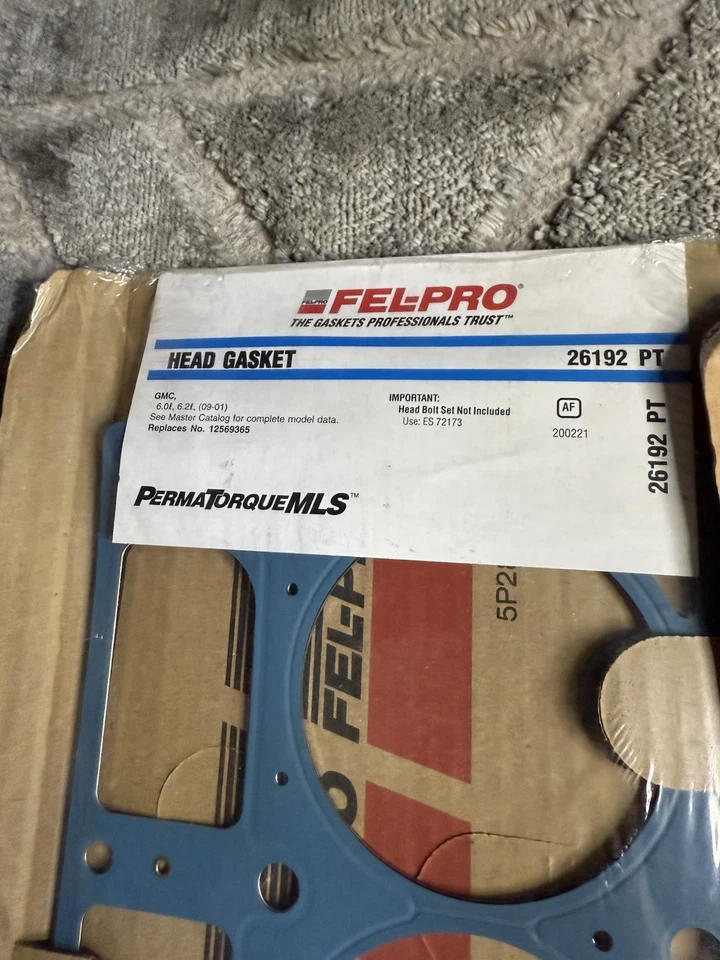 FEL-PRO
FEL-PRO®
THE GASKETS PROFESSIONALS TRUST™
HEAD GASKET
26192 PT
GMC,
6.0ℓ, 6.2ℓ, (09-01)
See Master Catalog for complete model data.
Replaces No. 12569365
IMPORTANT:
Head Bolt Set Not Included
Use: ES 72173
AF
200221
26192 PT
PERMATORQUEMLS™
FEL-P
5P2
O